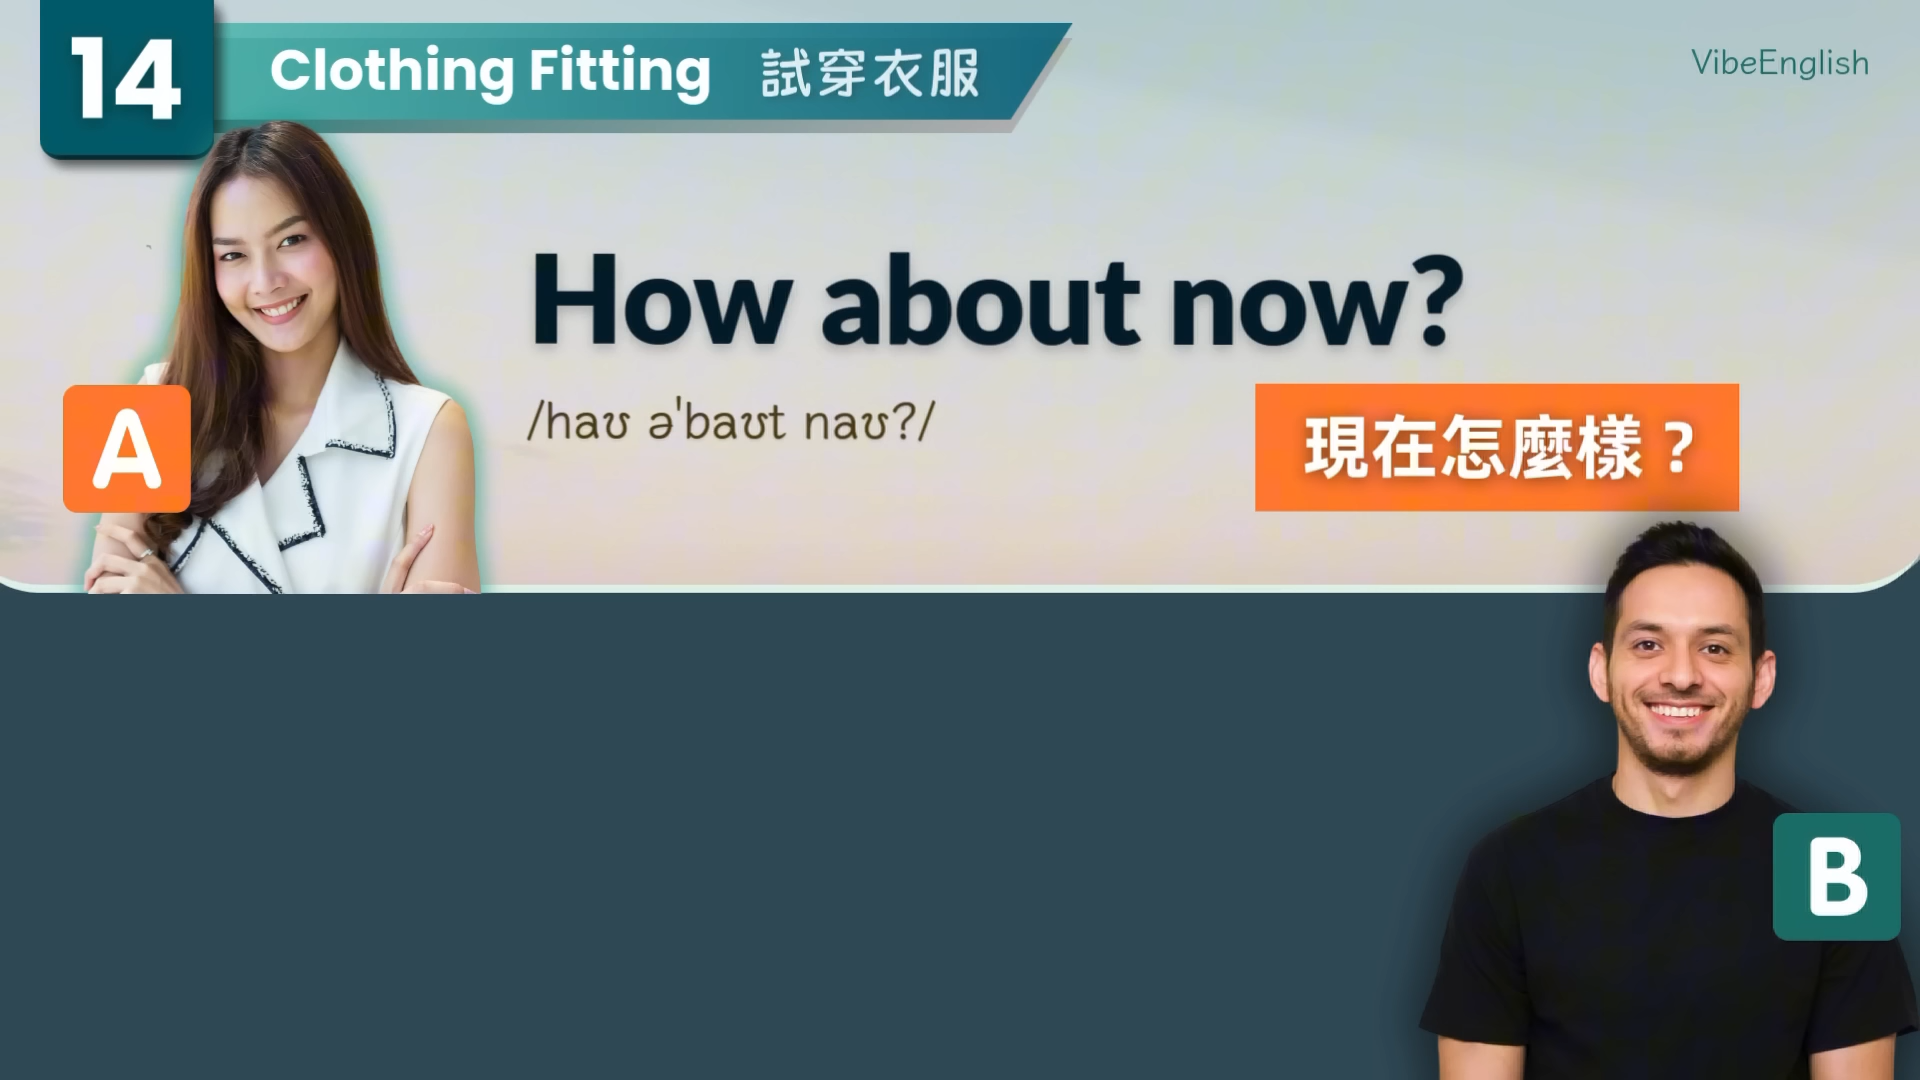 14
Clothing Fitting 試穿衣服
VibeEnglish
How about now?
/haʊ əˈbaʊt naʊ?/
現在怎麼樣？
A
B